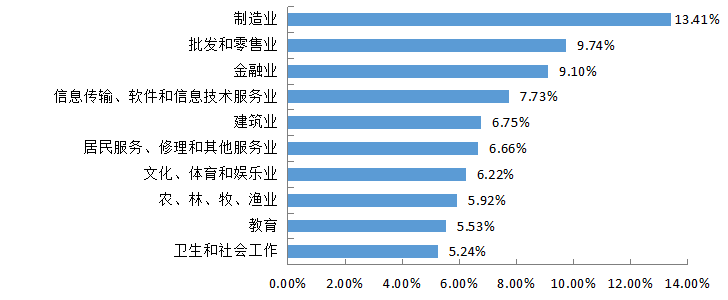 制造业 13.41%
批发和零售业 9.74%
金融业 9.10%
信息传输、软件和信息技术服务业 7.73%
建筑业 6.75%
居民服务、修理和其他服务业 6.66%
文化、体育和娱乐业 6.22%
农、林、牧、渔业 5.92%
教育 5.53%
卫生和社会工作 5.24%
0.00% 2.00% 4.00% 6.00% 8.00% 10.00% 12.00% 14.00%